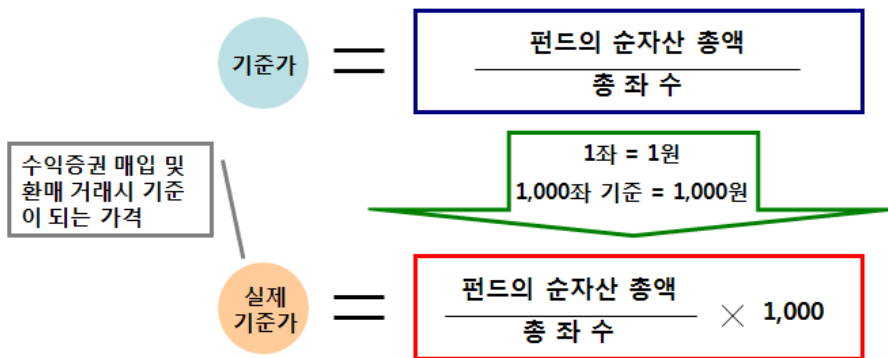 기준가
=
펀드의 순자산 총액
총 좌 수
수익증권 매입 및
환매 거래시 기준
이 되는 가격
1좌 = 1원
1,000좌 기준 = 1,000원
실제
기준가
=
펀드의 순자산 총액
총 좌 수
× 1,000